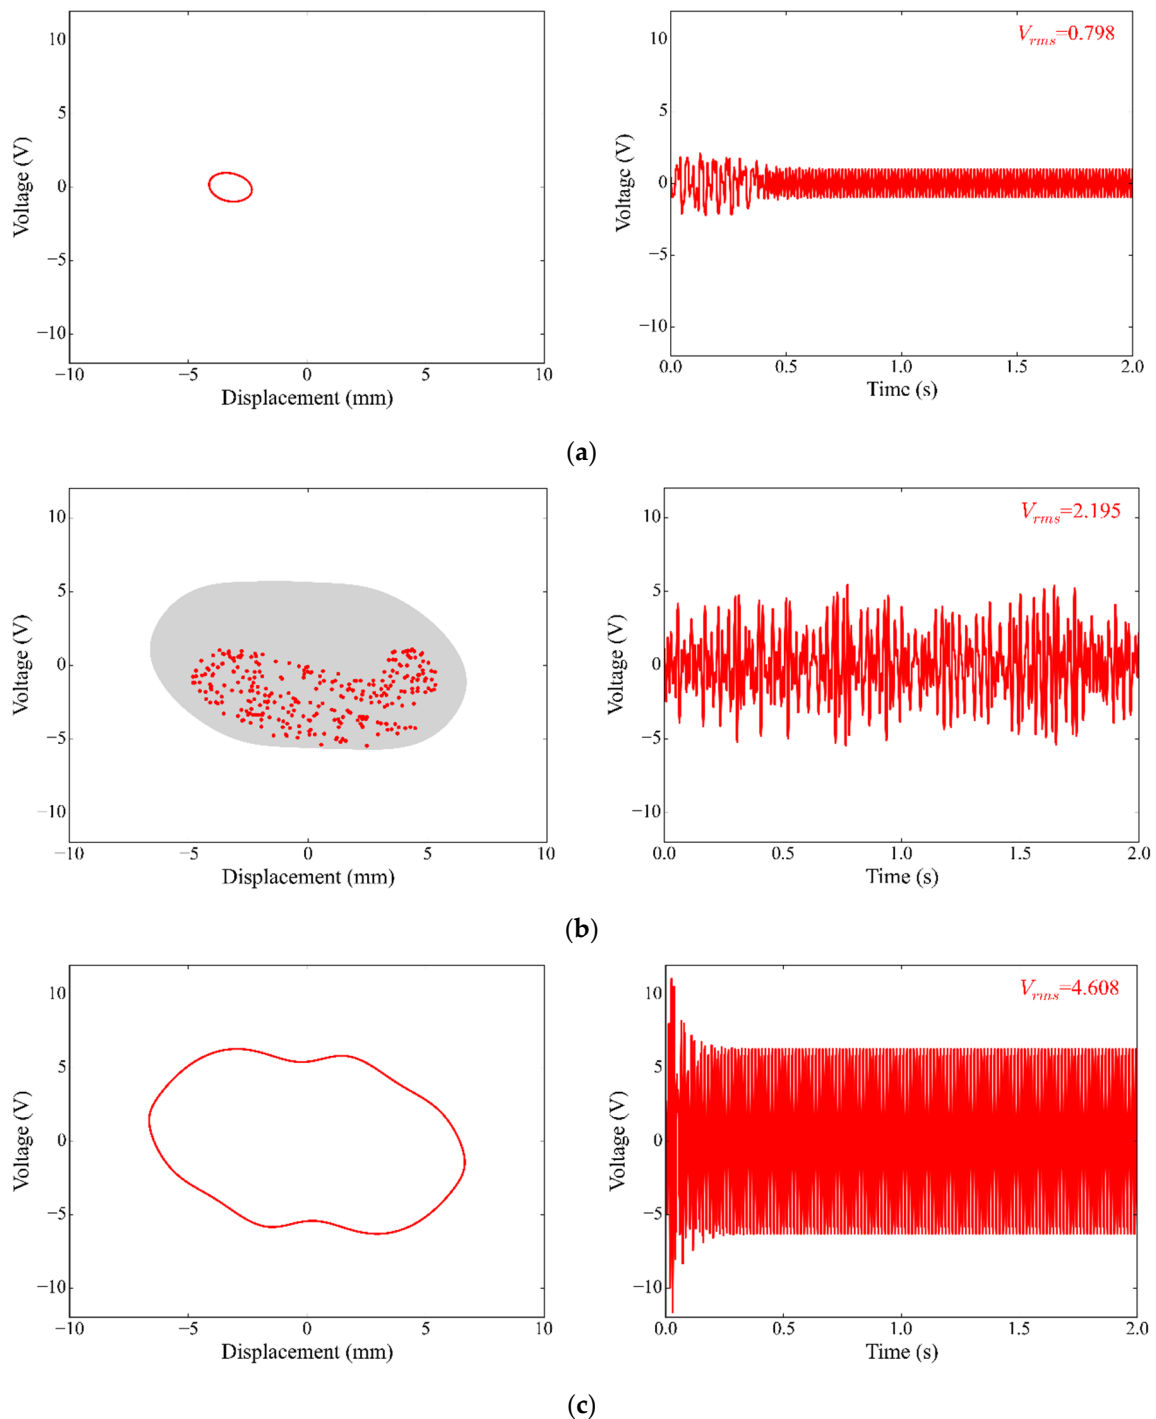 10
5
0
−5
−10
Voltage (V)
−10 −5 0 5 10
Displacement (mm)
V_rms=0.798
10
5
0
−5
−10
Voltagc (V)
0.0 0.5 1.0 1.5 2.0
Timc (s)
(a)
10
5
0
−5
−10
Voltage (V)
−10 −5 0 5 10
Displacement (mm)
V_rms=2.195
10
5
0
−5
−10
Voltage (V)
0.0 0.5 1.0 1.5 2.0
Time (s)
(b)
10
5
0
−5
−10
Voltage (V)
−10 −5 0 5 10
Displacement (mm)
V_rms=4.608
10
5
0
−5
−10
Voltage (V)
0.0 0.5 1.0 1.5 2.0
Time (s)
(c)